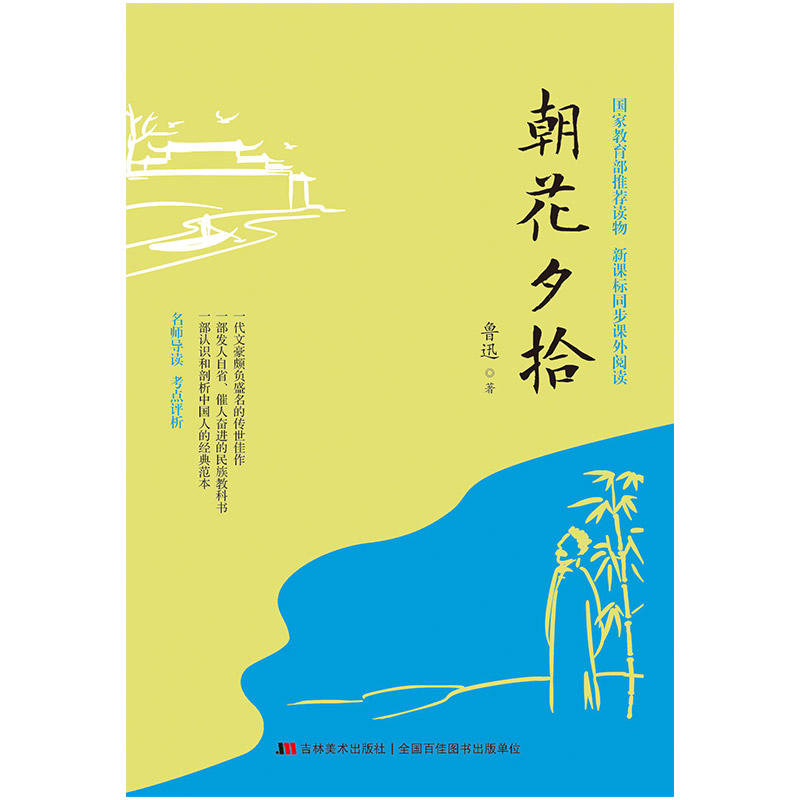 国家教育部推荐读物 新课标同步课外阅读
朝花夕拾
鲁迅 ◎ 著
一代文豪颇负盛名的传世佳作
一部发人自省、催人奋进的民族教科书
一部认识和剖析中国人的经典范本
名师导读 考点评析
吉林美术出版社 | 全国百佳图书出版单位